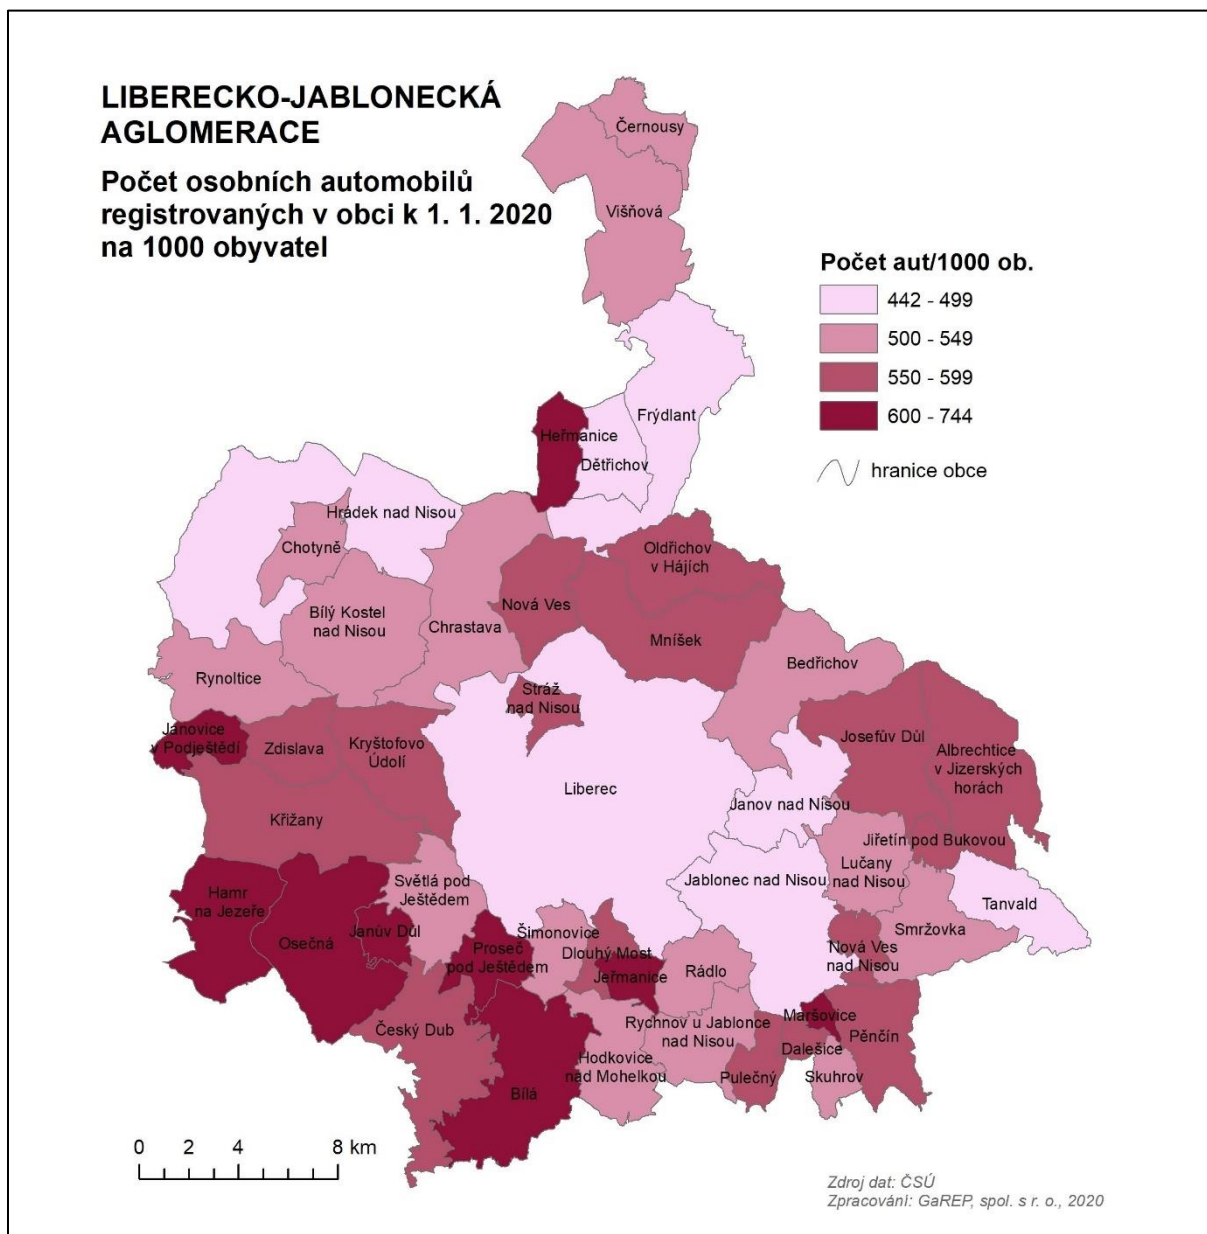 LIBERECKO-JABLONECKÁ
AGLOMERACE
Počet osobních automobilů
registrovaných v obci k 1. 1. 2020
na 1000 obyvatel
Počet aut/1000 ob.
442 - 499
500 - 549
550 - 599
600 - 744
hranice obce
Černousy
Višňová
Frýdlant
Heřmanice
Dětřichov
Hrádek nad Nisou
Chotyně
Oldřichov
v Hájích
Nová Ves
Bílý Kostel
nad Nisou
Chrastava
Mníšek
Bedřichov
Rynoltice
Stráž
nad Nisou
Jánovice
v Podještědí
Zdislava
Kryštofovo
Údolí
Josefův Důl
Albrechtice
v Jizerských
horách
Liberec
Janov nad Nisou
Křižany
Jiřetín pod Bukovou
Lučany
nad Nisou
Jablonec nad Nisou
Světlá pod
Ještědem
Hamr
na Jezeře
Tanvald
Osečná
Janův Důl
Šimonovice
Smržovka
Proseč
pod Ještědem
Dlouhý Most
Nová Ves
nad Nisou
Jeřmanice
Rádlo
Maršovice
Český Dub
Rychnov u Jablonce
nad Nisou
Pěnčín
Dalešice
Hodkovice
nad Mohelkou
Pulečný
Skuhrov
Bílá
0 2 4 8 km
Zdroj dat: ČSÚ
Zpracování: GaREP, spol. s r. o., 2020